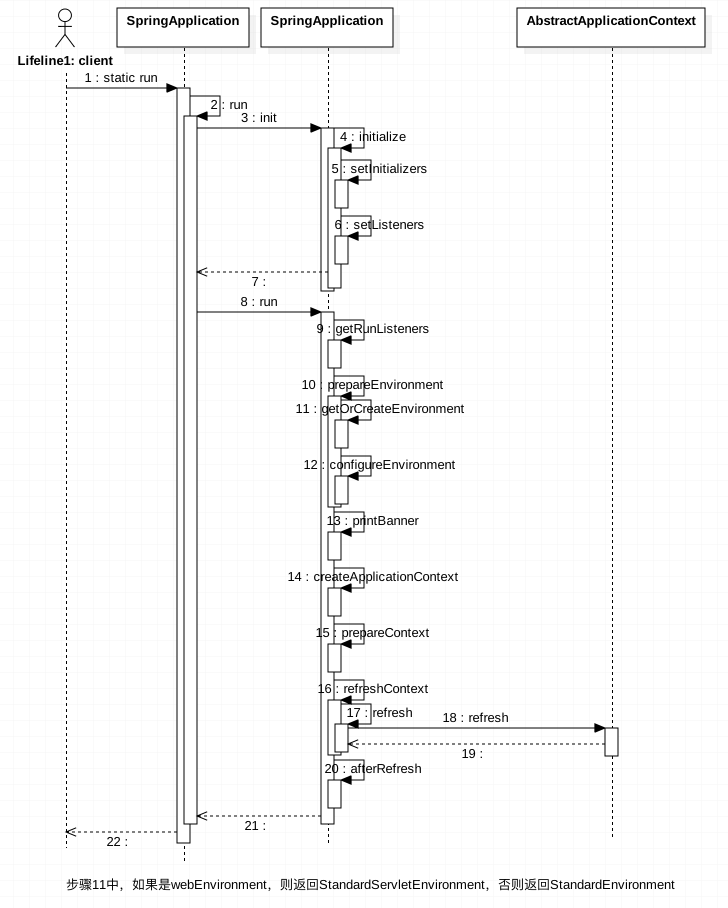 SpringApplication
SpringApplication
AbstractApplicationContext
Lifeline1: client
1 : static run
2 : run
3 : init
4 : initialize
5 : setInitializers
6 : setListeners
7 :
8 : run
9 : getRunListeners
10 : prepareEnvironment
11 : getOrCreateEnvironment
12 : configureEnvironment
13 : printBanner
14 : createApplicationContext
15 : prepareContext
16 : refreshContext
17 : refresh
18 : refresh
19 :
20 : afterRefresh
21 :
22 :
步骤11中，如果是webEnvironment，则返回StandardServletEnvironment，否则返回StandardEnvironment